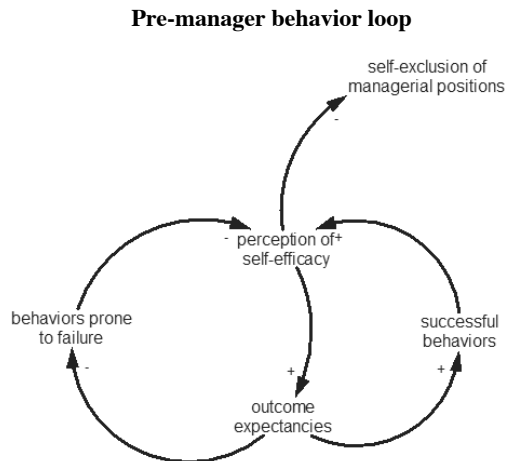 Pre-manager behavior loop
self-exclusion of
managerial positions
-
- perception of+
self-efficacy
behaviors prone
to failure
successful
behaviors
-
+
+
outcome
expectancies